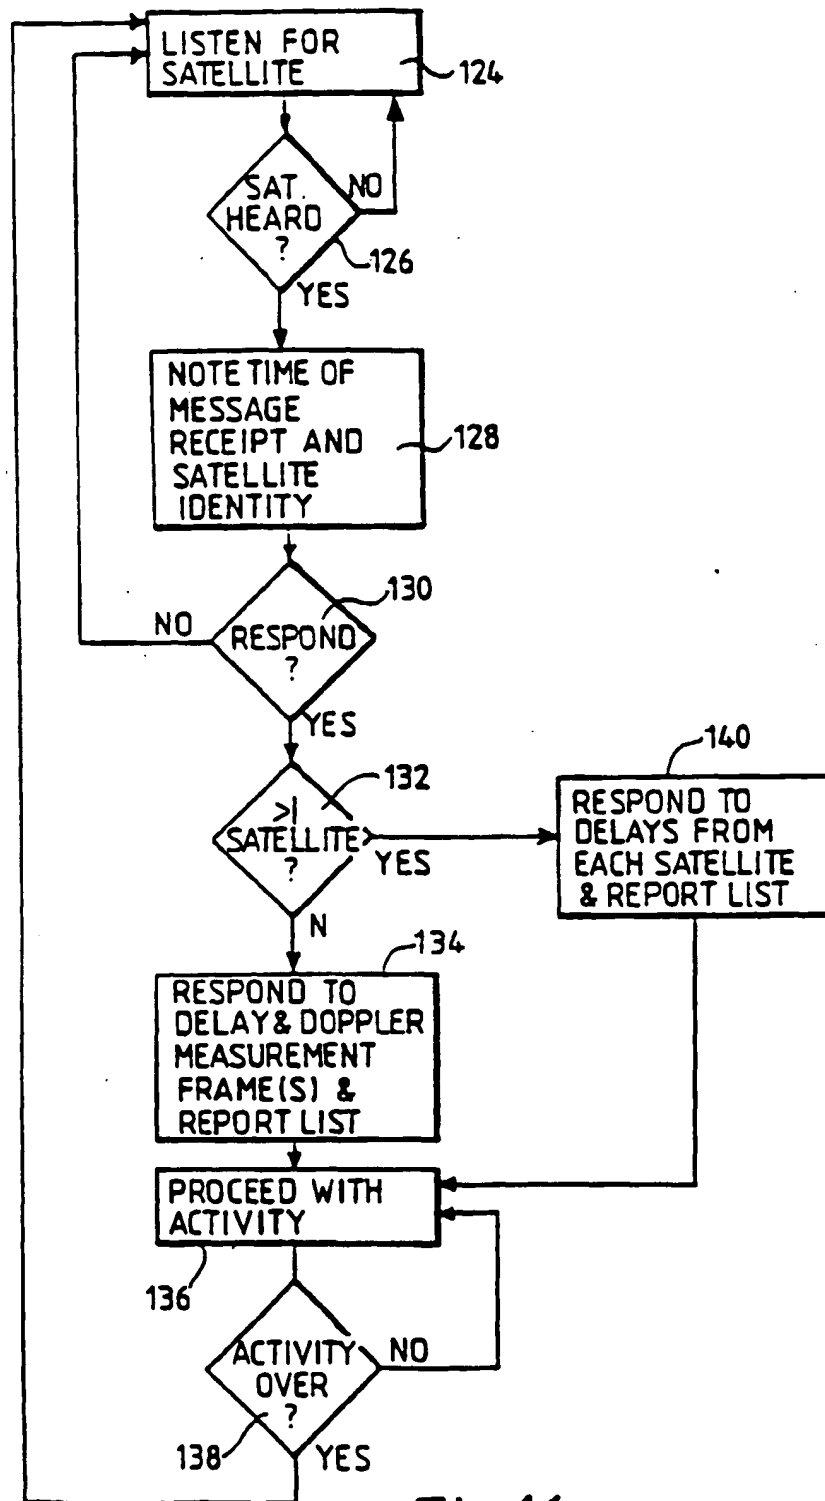 LISTEN FOR
SATELLITE
124
SAT.
HEARD
?
NO
126
YES
NOTE TIME OF
MESSAGE
RECEIPT AND
SATELLITE
IDENTITY
128
130
NO
RESPOND
?
YES
132
>1
SATELLITE
?
YES
N
140
RESPOND TO
DELAYS FROM
EACH SATELLITE
& REPORT LIST
134
RESPOND TO
DELAY & DOPPLER
MEASUREMENT
FRAME(S) &
REPORT LIST
PROCEED WITH
ACTIVITY
136
ACTIVITY
OVER
?
NO
138
YES